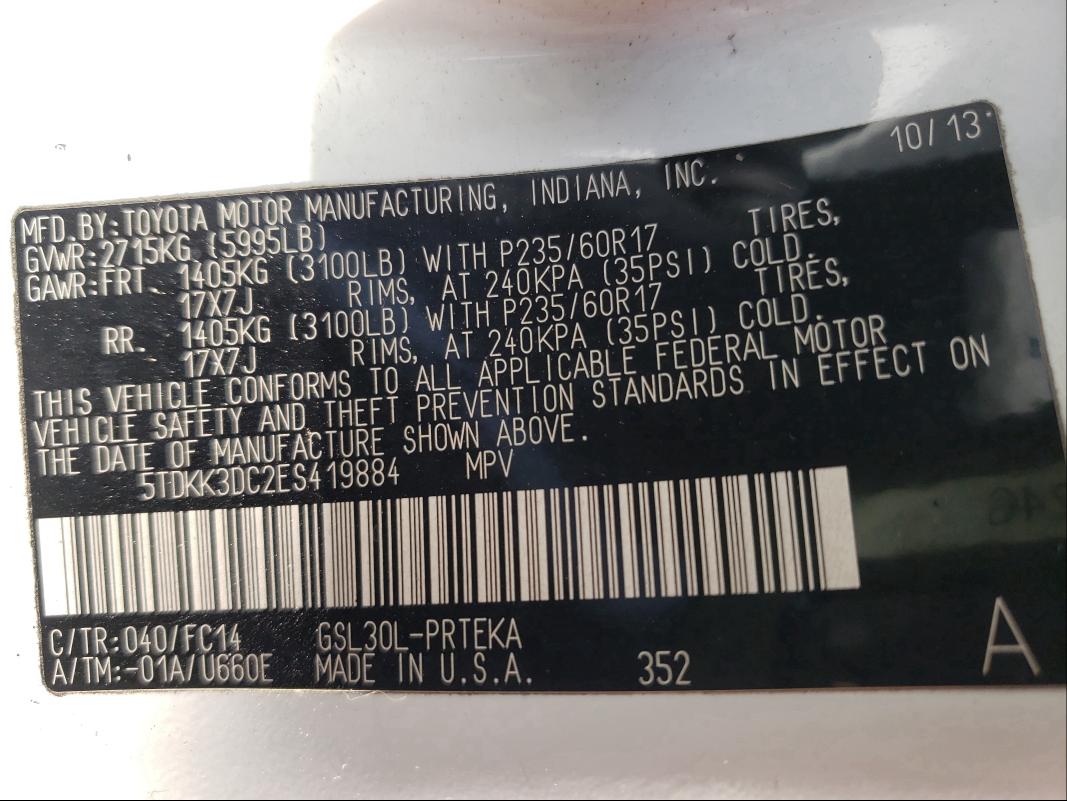 10/13
MFD.BY:TOYOTA MOTOR MANUFACTURING, INDIANA, INC.
GVWR:2715KG (5995LB)
GAWR:FRT. 1405KG (3100LB) WITH P235/60R17 TIRES,
17X7J RIMS, AT 240KPA (35PSI) COLD.
RR. 1405KG (3100LB) WITH P235/60R17 TIRES,
17X7J RIMS, AT 240KPA (35PSI) COLD.
THIS VEHICLE CONFORMS TO ALL APPLICABLE FEDERAL MOTOR
VEHICLE SAFETY AND THEFT PREVENTION STANDARDS IN EFFECT ON
THE DATE OF MANUFACTURE SHOWN ABOVE.
5TDKK3DC2ES419884 MPV
C/TR:040/FC14 GSL30L-PRTEKA
A/TM:-01A/U660E MADE IN U.S.A. 352 A